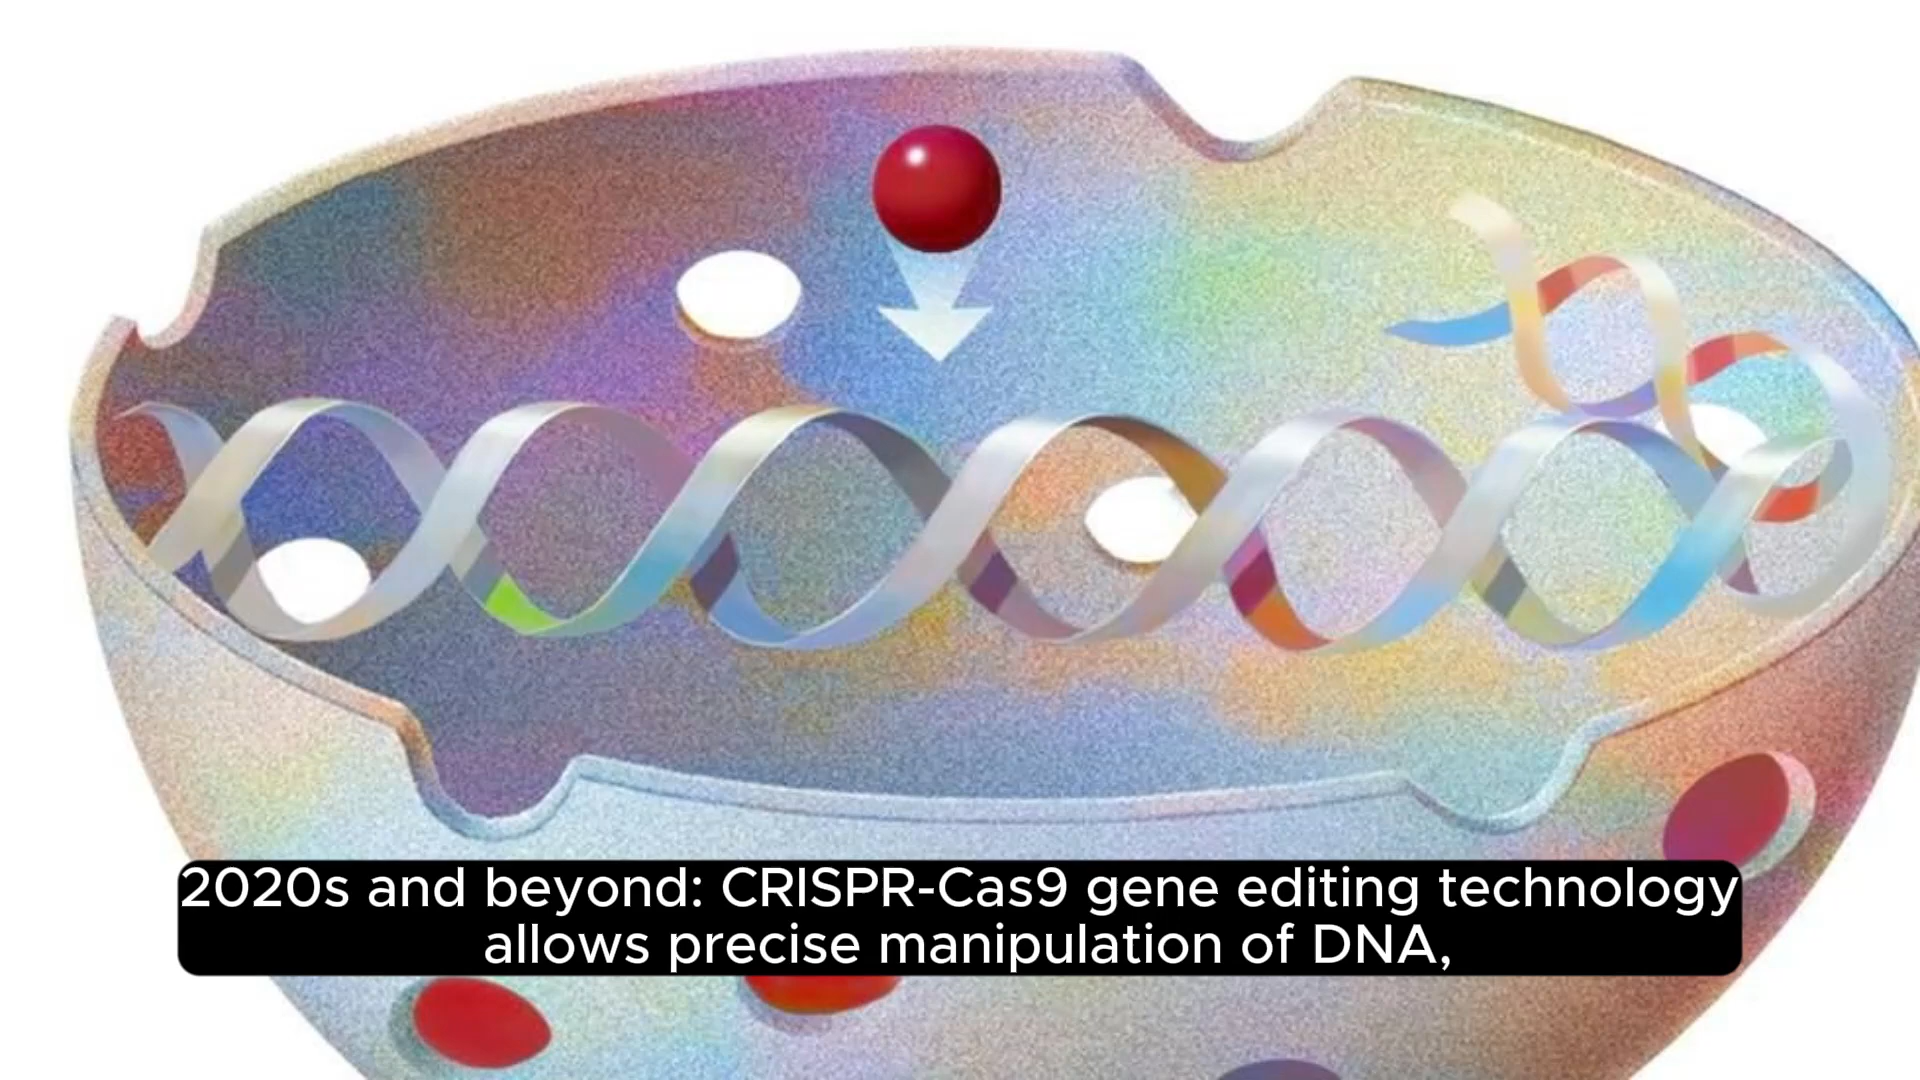 2020s and beyond: CRISPR-Cas9 gene editing technology
allows precise manipulation of DNA,